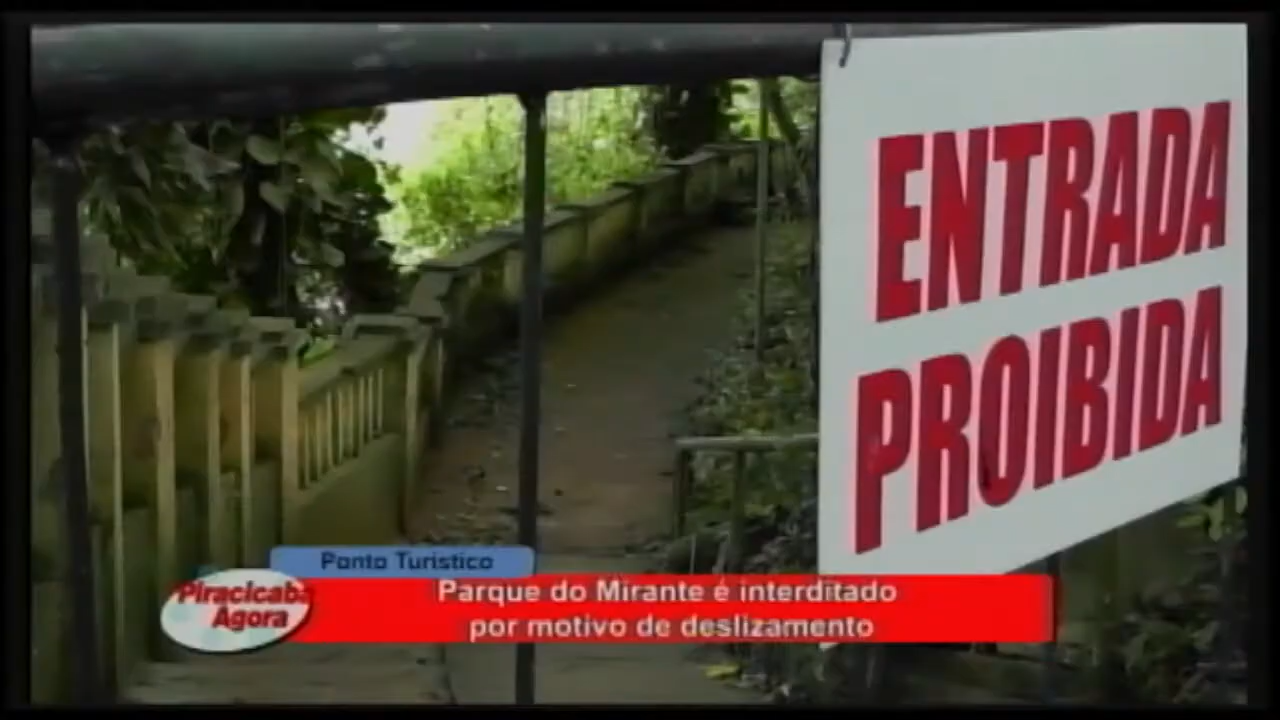 ENTRADA
PROIBIDA
Ponto Turístico
Piracicaba
Agora
Parque do Mirante é interditado
por motivo de deslizamento